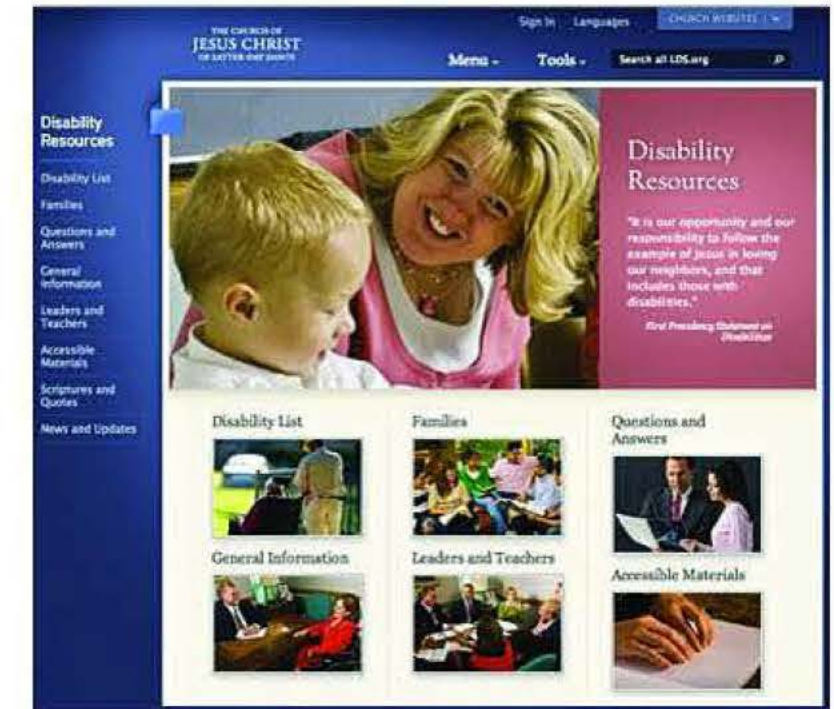 Sign In Languages CHURCH WEBSITES
THE CHURCH OF
JESUS CHRIST
OF LATTER-DAY SAINTS
Menu Tools Search all LDS.org
Disability
Resources
Disability List
Families
Questions and
Answers
General
Information
Leaders and
Teachers
Accessible
Materials
Scriptures and
Quotes
News and Updates
Disability
Resources
"It is our opportunity and our
responsibility to follow the
example of Jesus in loving
our neighbors, and that
includes those with
disabilities."
First Presidency Statement on
Disabilities
Disability List
Families
Questions and
Answers
General Information
Leaders and Teachers
Accessible Materials